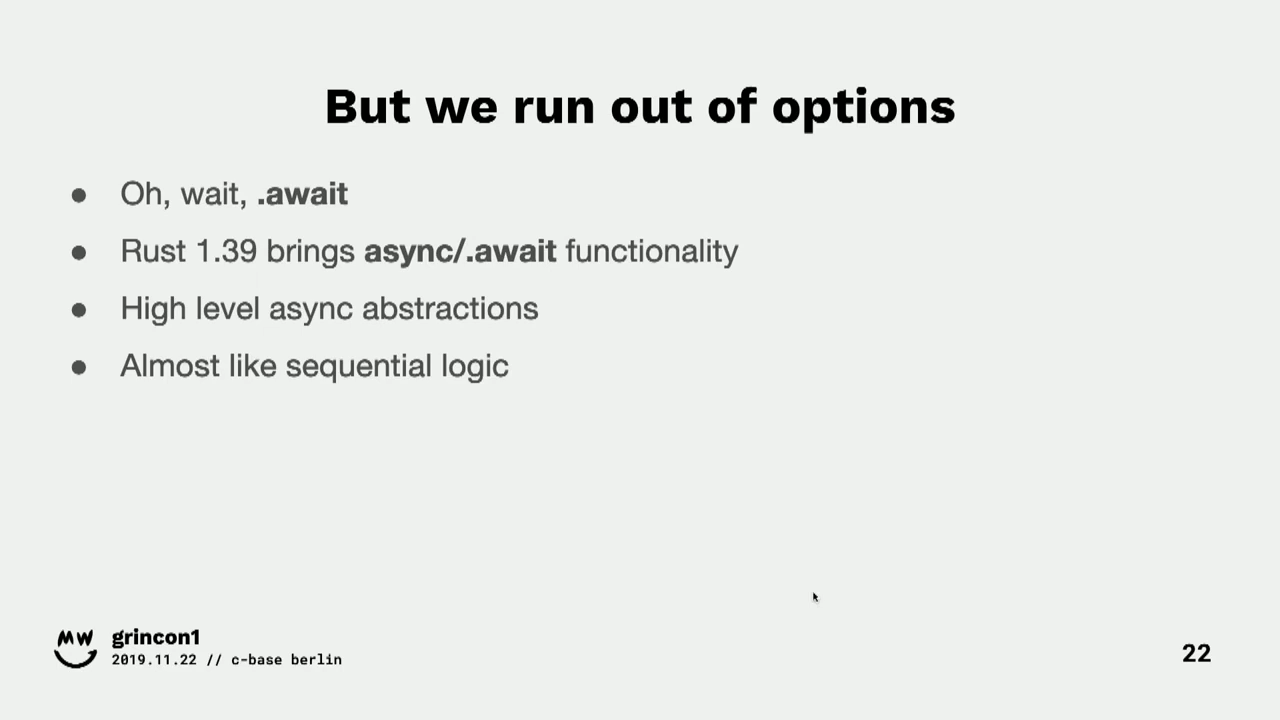 But we run out of options
● Oh, wait, .await
● Rust 1.39 brings async/.await functionality
● High level async abstractions
● Almost like sequential logic
MW
grincon1
2019.11.22 // c-base berlin
22